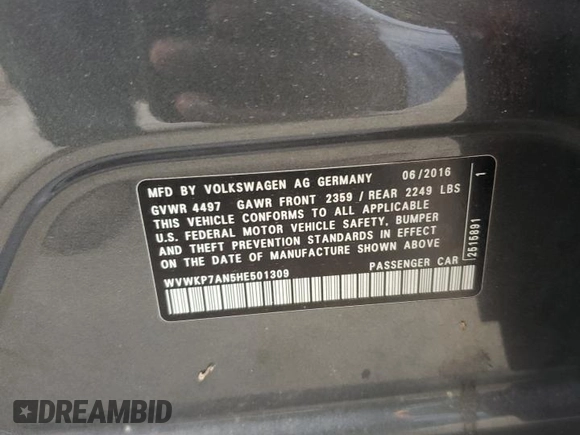 MFD BY VOLKSWAGEN AG GERMANY 06/2016
GVWR 4497 GAWR FRONT 2359 / REAR 2249 LBS
THIS VEHICLE CONFORMS TO ALL APPLICABLE
U.S. FEDERAL MOTOR VEHICLE SAFETY, BUMPER
AND THEFT PREVENTION STANDARDS IN EFFECT
ON THE DATE OF MANUFACTURE SHOWN ABOVE
WVWKP7AN5HE501309 PASSENGER CAR
2515891 1
DREAMBID